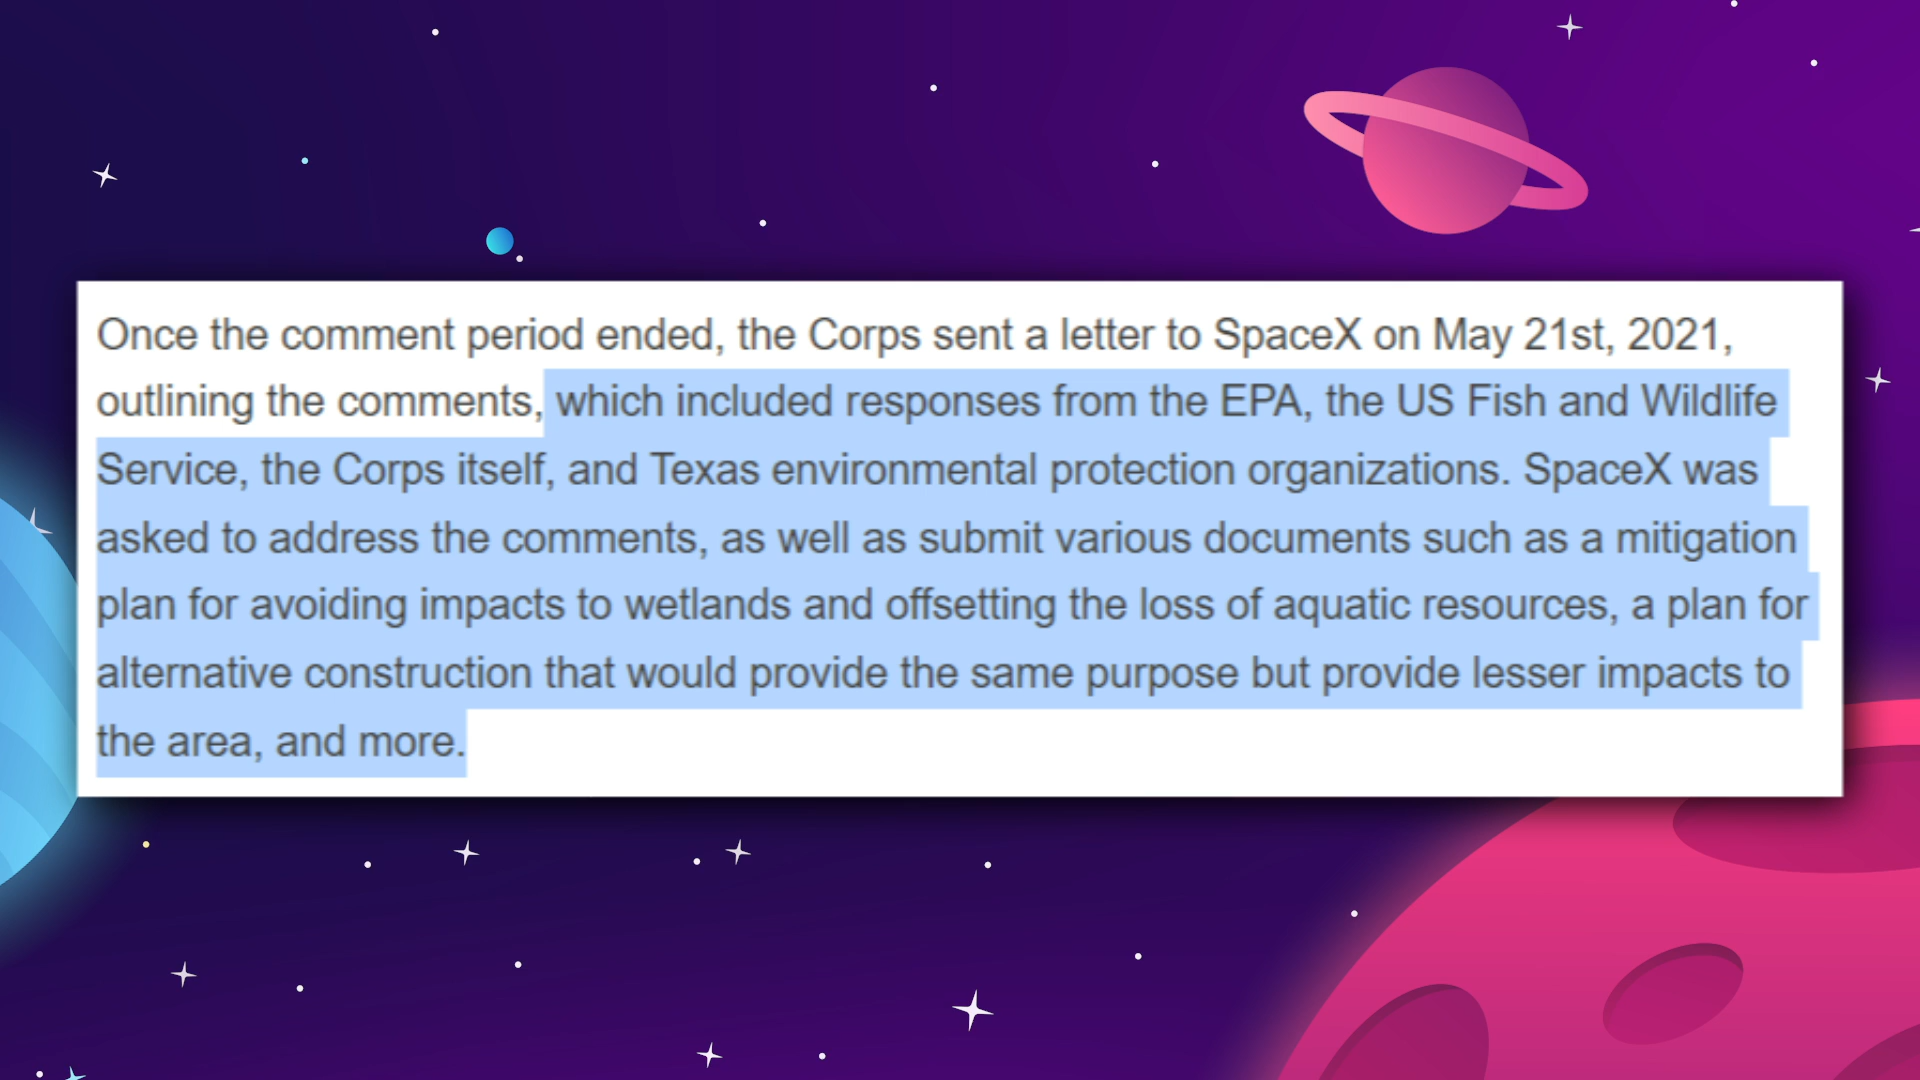 Once the comment period ended, the Corps sent a letter to SpaceX on May 21st, 2021,
outlining the comments, which included responses from the EPA, the US Fish and Wildlife
Service, the Corps itself, and Texas environmental protection organizations. SpaceX was
asked to address the comments, as well as submit various documents such as a mitigation
plan for avoiding impacts to wetlands and offsetting the loss of aquatic resources, a plan for
alternative construction that would provide the same purpose but provide lesser impacts to
the area, and more.